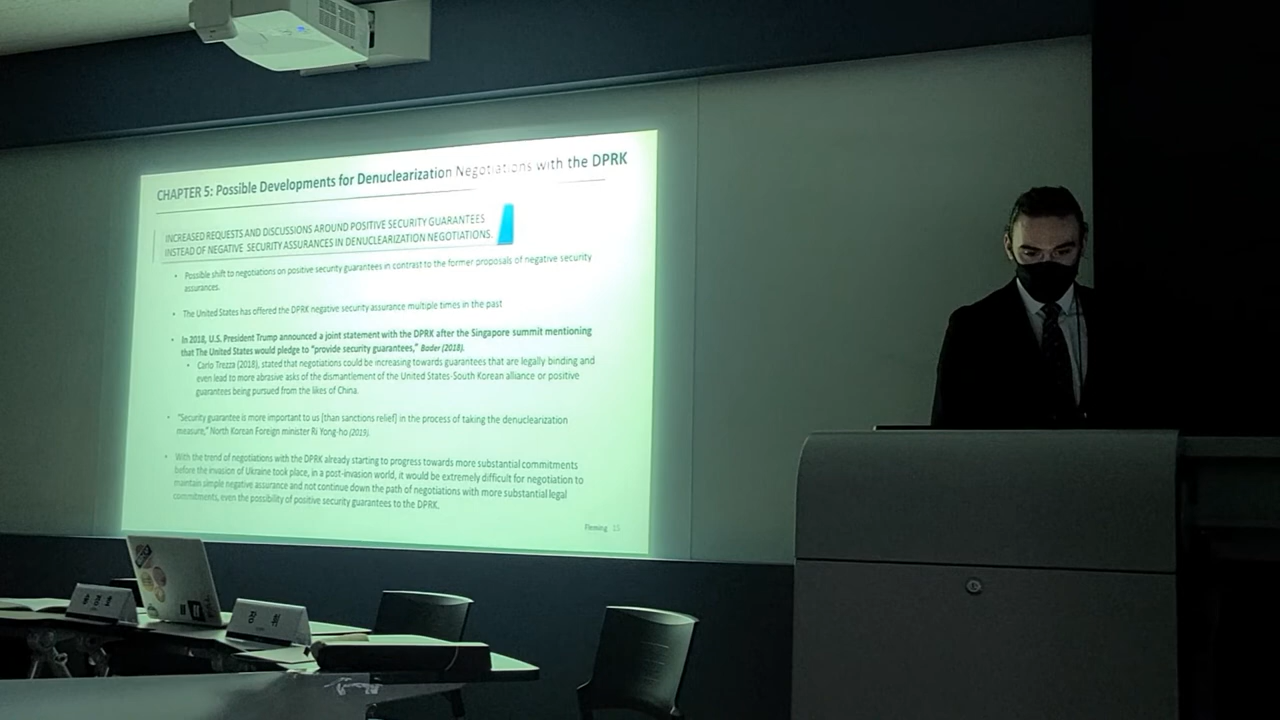 CHAPTER 5: Possible Developments for Denuclearization Negotiations with the DPRK
INCREASED REQUESTS AND DISCUSSIONS AROUND POSITIVE SECURITY GUARANTEES
INSTEAD OF NEGATIVE SECURITY ASSURANCES IN DENUCLEARIZATION NEGOTIATIONS.
• Possible shift to negotiations on positive security guarantees in contrast to the former proposals of negative security
assurances.
• The United States has offered the DPRK negative security assurance multiple times in the past
• In 2018, U.S. President Trump announced a joint statement with the DPRK after the Singapore summit mentioning
that The United States would pledge to "provide security guarantees," Bader (2018).
• Carlo Trezza (2018), stated that negotiations could be increasing towards guarantees that are legally binding and
even lead to more abrasive asks of the dismantlement of the United States-South Korean alliance or positive
guarantees being pursued from the likes of China.
• "Security guarantee is more important to us [than sanctions relief] in the process of taking the denuclearization
measure," North Korean Foreign minister Ri Yong-ho (2019).
• With the trend of negotiations with the DPRK already starting to progress towards more substantial commitments
before the invasion of Ukraine took place, in a post-invasion world, it would be extremely difficult for negotiation to
maintain simple negative assurance and not continue down the path of negotiations with more substantial legal
commitments, even the possibility of positive security guarantees to the DPRK.
Fleming 15